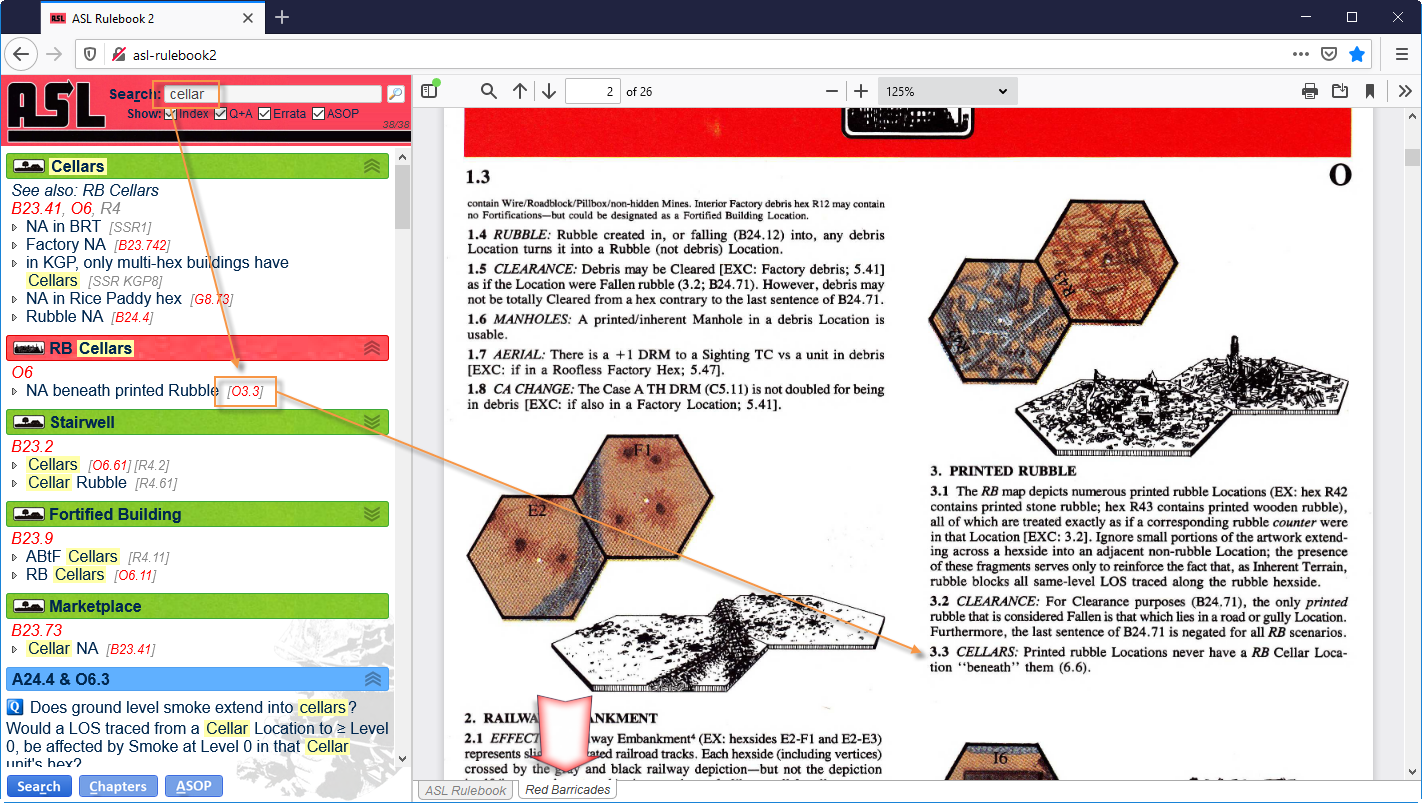 ASL Rulebook 2
asl-rulebook2
ASL
Search: cellar
Show: Index Q+A Errata ASOP
38/38
2 of 26
125%
Cellars
See also: RB Cellars
B23.41, O6, R4
NA in BRT [SSR1]
Factory NA [B23.742]
in KGP, only multi-hex buildings have
Cellars [SSR KGP8]
NA in Rice Paddy hex [G8.73]
Rubble NA [B24.4]
RB Cellars
O6
NA beneath printed Rubble [O3.3]
Stairwell
B23.2
Cellars [O6.61] [R4.2]
Cellar Rubble [R4.61]
Fortified Building
B23.9
ABtF Cellars [R4.11]
RB Cellars [O6.11]
Marketplace
B23.73
Cellar NA [B23.41]
A24.4 & O6.3
Q Does ground level smoke extend into cellars?
Would a LOS traced from a Cellar Location to ≥ Level
0, be affected by Smoke at Level 0 in that Cellar
unit's hex?
Search Chapters ASOP
1.3
O
contain Wire/Roadblock/Pillbox/non-hidden Mines. Interior Factory debris hex R12 may contain
no Fortifications—but could be designated as a Fortified Building Location.
1.4 RUBBLE: Rubble created in, or falling (B24.12) into, any debris
Location turns it into a Rubble (not debris) Location.
1.5 CLEARANCE: Debris may be Cleared [EXC: Factory debris; 5.41]
as if the Location were Fallen rubble (3.2; B24.71). However, debris may
not be totally Cleared from a hex contrary to the last sentence of B24.71.
1.6 MANHOLES: A printed/inherent Manhole in a debris Location is
usable.
1.7 AERIAL: There is a +1 DRM to a Sighting TC vs a unit in debris
[EXC: if in a Roofless Factory Hex; 5.47].
1.8 CA CHANGE: The Case A TH DRM (C5.11) is not doubled for being
in debris [EXC: if also in a Factory Location; 5.41].
F1
E2
2. RAILWAY EMBANKMENT
2.1 EFFECT way Embankment⁴ (EX: hexsides E2-F1 and E2-E3)
represents sli ated railroad tracks. Each hexside (including vertices)
crossed by the gray and black railway depiction—but not the depiction
R43
3. PRINTED RUBBLE
3.1 The RB map depicts numerous printed rubble Locations (EX: hex R42
contains printed stone rubble; hex R43 contains printed wooden rubble),
all of which are treated exactly as if a corresponding rubble counter were
in that Location [EXC: 3.2]. Ignore small portions of the artwork extend-
ing across a hexside into an adjacent non-rubble Location; the presence
of these fragments serves only to reinforce the fact that, as Inherent Terrain,
rubble blocks all same-level LOS traced along the rubble hexside.
3.2 CLEARANCE: For Clearance purposes (B24.71), the only printed
rubble that is considered Fallen is that which lies in a road or gully Location.
Furthermore, the last sentence of B24.71 is negated for all RB scenarios.
3.3 CELLARS: Printed rubble Locations never have a RB Cellar Loca-
tion ‘‘beneath’’ them (6.6).
I6
ASL Rulebook Red Barricades